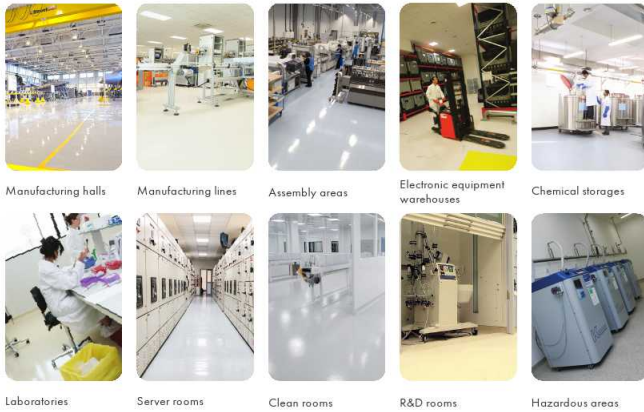 Manufacturing halls
Manufacturing lines
Assembly areas
Electronic equipment
warehouses
Chemical storages
Laboratories
Server rooms
Clean rooms
R&D rooms
Hazardous areas